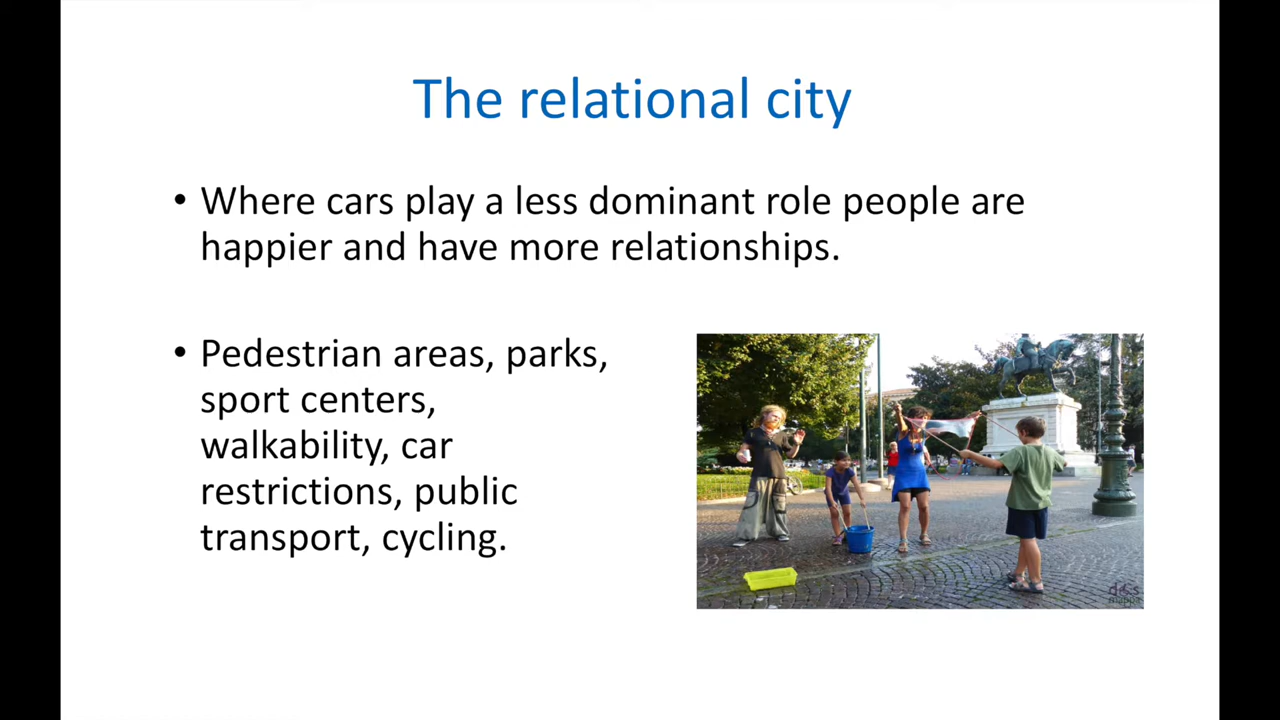 The relational city
• Where cars play a less dominant role people are
happier and have more relationships.
• Pedestrian areas, parks,
sport centers,
walkability, car
restrictions, public
transport, cycling.